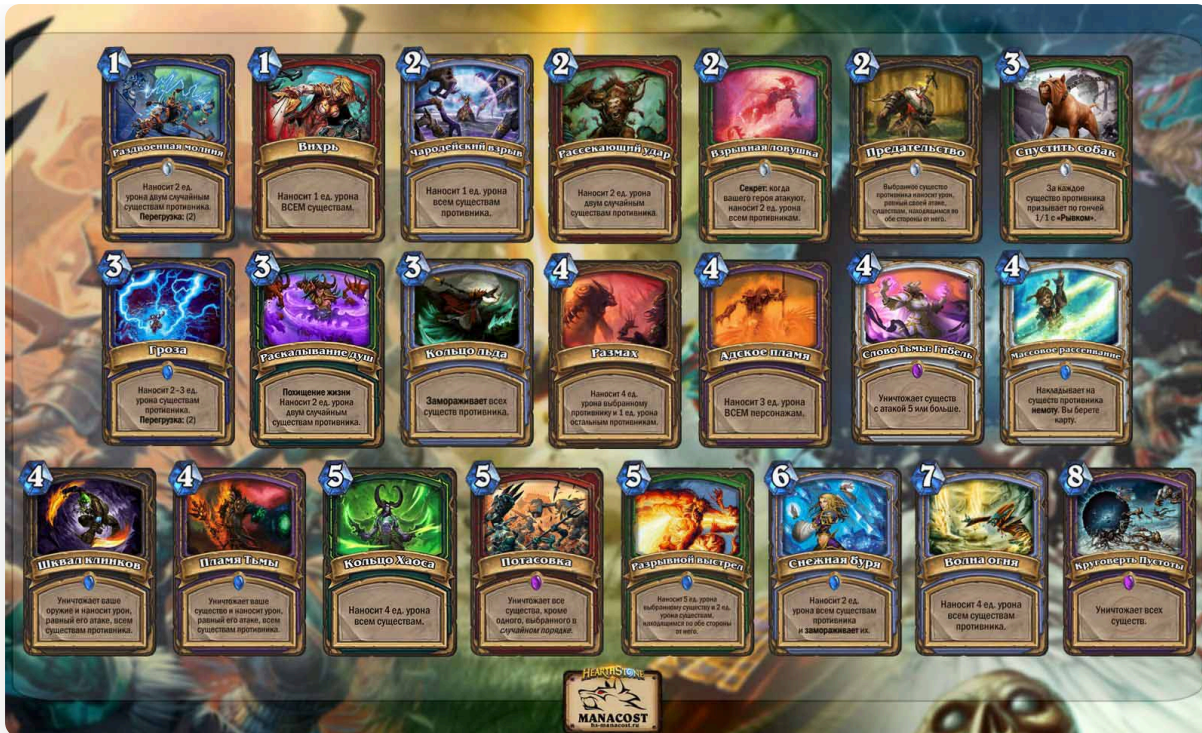 1
Раздвоенная молния
Наносит 2 ед.
урона двум случайным
существам противника.
Перегрузка: (2)
1
Вихрь
Наносит 1 ед. урона
ВСЕМ существам.
2
Чародейский взрыв
Наносит 1 ед. урона
всем существам
противника.
2
Рассекающий удар
Наносит 2 ед. урона
двум случайным
существам противника.
2
Взрывная ловушка
Секрет: когда
вашего героя атакуют,
наносит 2 ед. урона
всем противникам.
2
Предательство
Выбранное существо
противника наносит урон,
равный своей атаке,
существам, находящимся по
обе стороны от него.
3
Спустить собак
За каждое
существо противника
призывает по гончей
1/1 с «Рывком».
3
Гроза
Наносит 2–3 ед.
урона существам
противника.
Перегрузка: (2)
3
Раскалывание душ
Похищение жизни
Наносит 2 ед. урона
двум случайным
существам противника.
3
Кольцо льда
Замораживает всех
существ противника.
4
Размах
Наносит 4 ед.
урона выбранному
противнику и 1 ед. урона
остальным противникам.
4
Адское пламя
Наносит 3 ед. урона
ВСЕМ персонажам.
4
Слово Тьмы: Гибель
Уничтожает существ
с атакой 5 или больше.
4
Массовое рассеивание
Накладывает на
существ противника
немоту. Вы берете
карту.
4
Шквал клинков
Уничтожает ваше
оружие и наносит урон,
равный его атаке, всем
существам противника.
4
Пламя Тьмы
Уничтожает ваше
существо и наносит урон,
равный его атаке, всем
существам противника.
5
Кольцо Хаоса
Наносит 4 ед. урона
всем существам.
5
Потасовка
Уничтожает все
существа, кроме
одного, выбранного в
случайном порядке.
5
Разрывной выстрел
Наносит 5 ед. урона
выбранному существу и 2 ед.
урона существам,
находящимся по обе стороны
от него.
6
Снежная буря
Наносит 2 ед.
урона всем существам
противника
и замораживает их.
7
Волна огня
Наносит 4 ед. урона
всем существам
противника.
8
Круговерть Пустоты
Уничтожает всех
существ.
HEARTHSTONE
MANACOST
hs-manacost.ru